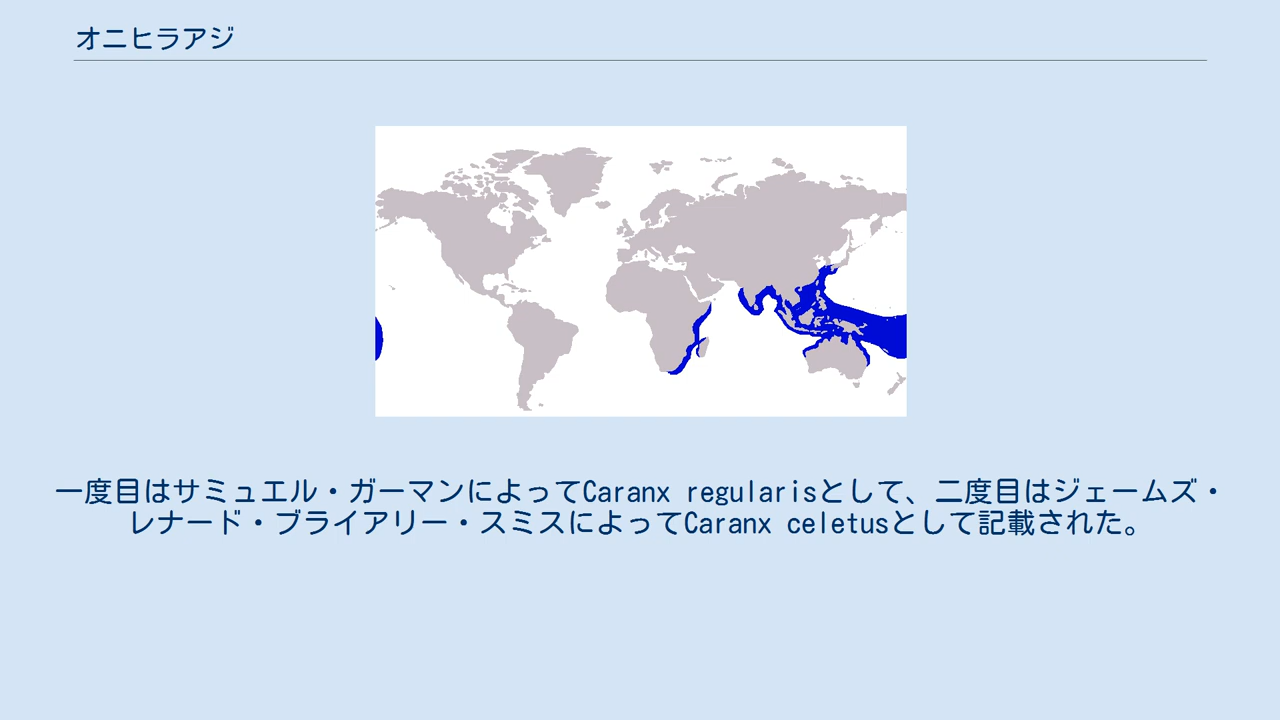 オニヒラアジ
一度目はサミュエル・ガーマンによってCaranx regularisとして、二度目はジェームズ・
レナード・ブライアリー・スミスによってCaranx celetusとして記載された。